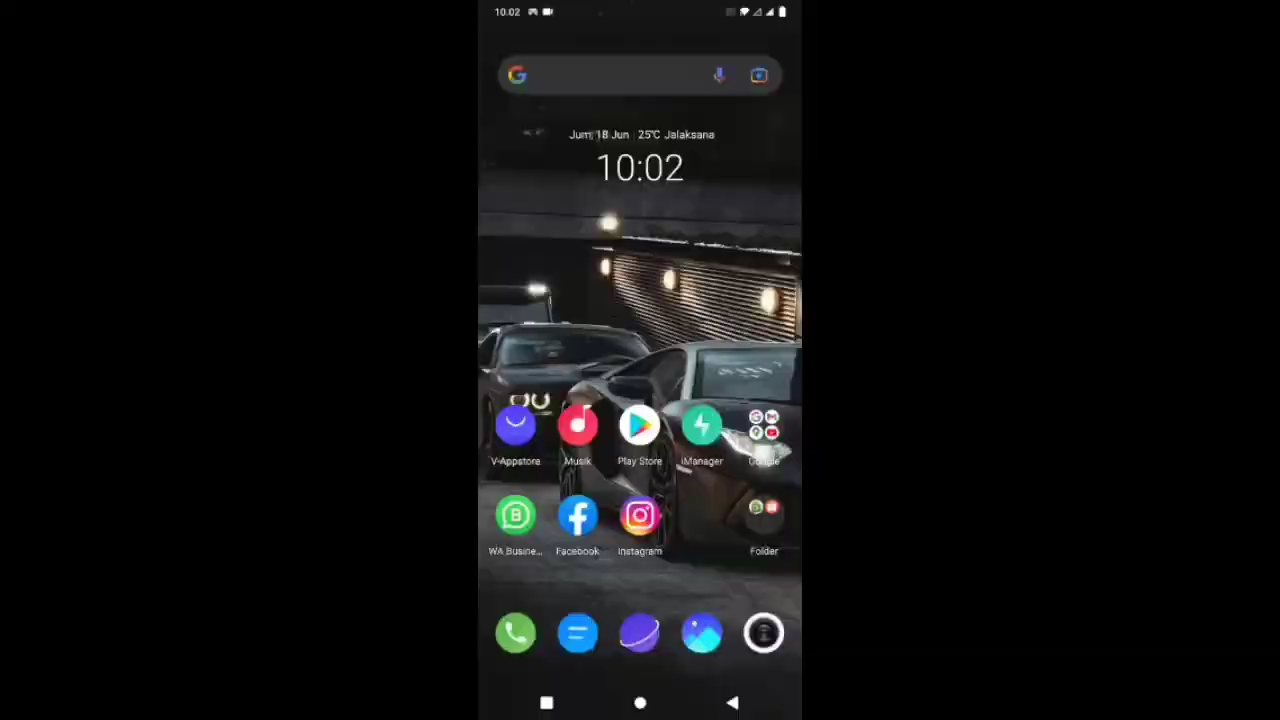 10.02
Jum, 18 Jun 25℃ Jalaksana
10:02
V-Appstore Musik Play Store iManager Google
WA Busine... Facebook Instagram Folder